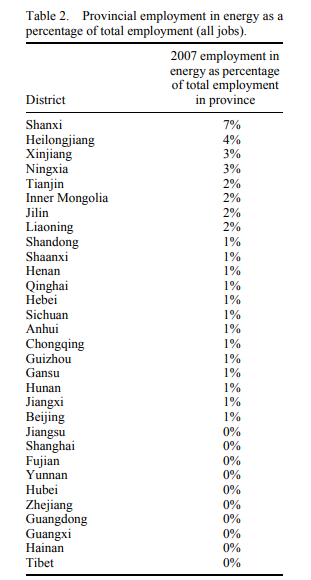 Table 2. Provincial employment in energy as a
percentage of total employment (all jobs).
2007 employment in
energy as percentage
of total employment
District in province
Shanxi 7%
Heilongjiang 4%
Xinjiang 3%
Ningxia 3%
Tianjin 2%
Inner Mongolia 2%
Jilin 2%
Liaoning 2%
Shandong 1%
Shaanxi 1%
Henan 1%
Qinghai 1%
Hebei 1%
Sichuan 1%
Anhui 1%
Chongqing 1%
Guizhou 1%
Gansu 1%
Hunan 1%
Jiangxi 1%
Beijing 1%
Jiangsu 0%
Shanghai 0%
Fujian 0%
Yunnan 0%
Hubei 0%
Zhejiang 0%
Guangdong 0%
Guangxi 0%
Hainan 0%
Tibet 0%